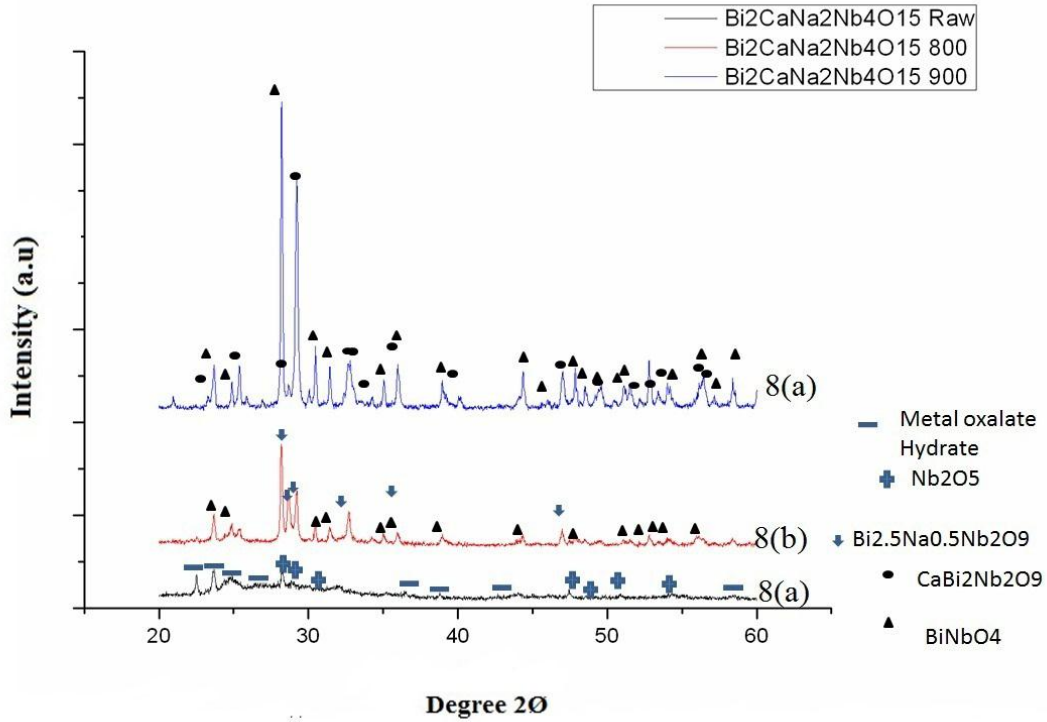 Bi2CaNa2Nb4O15 Raw
Bi2CaNa2Nb4O15 800
Bi2CaNa2Nb4O15 900
Intensity (a.u)
8(a)
Metal oxalate
Hydrate
Nb2O5
8(b)
Bi2.5Na0.5Nb2O9
CaBi2Nb2O9
8(a)
BiNbO4
20
30
40
50
60
Degree 2Ø